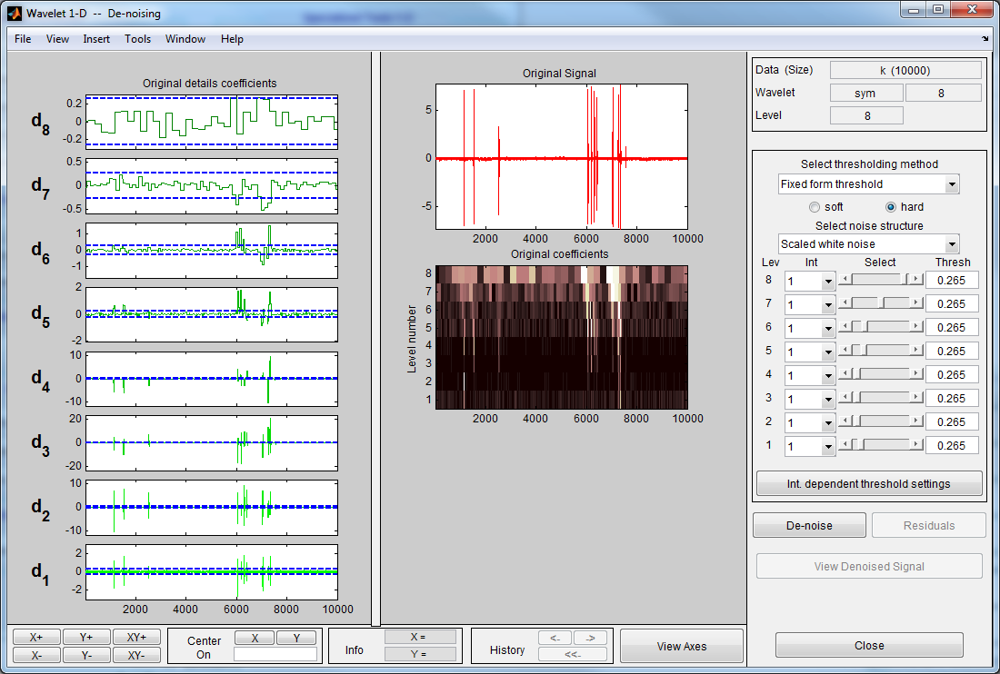 Wavelet 1-D -- De-noising
File View Insert Tools Window Help
Original details coefficients
d8
0.2
0
-0.2
d7
0.5
0
-0.5
d6
1
0
-1
d5
2
0
-2
d4
10
0
-10
d3
20
0
-20
d2
10
0
-10
d1
2
0
-2
2000 4000 6000 8000 10000
Original Signal
5
0
-5
2000 4000 6000 8000 10000
Original coefficients
Level number
8
7
6
5
4
3
2
1
2000 4000 6000 8000 10000
Data (Size) k (10000)
Wavelet sym 8
Level 8
Select thresholding method
Fixed form threshold
soft hard
Select noise structure
Scaled white noise
Lev Int Select Thresh
8 1 0.265
7 1 0.265
6 1 0.265
5 1 0.265
4 1 0.265
3 1 0.265
2 1 0.265
1 1 0.265
Int. dependent threshold settings
De-noise Residuals
View Denoised Signal
Close
X+ Y+ XY+
X- Y- XY-
Center On X Y
Info X = Y =
History <- -> <<-
View Axes